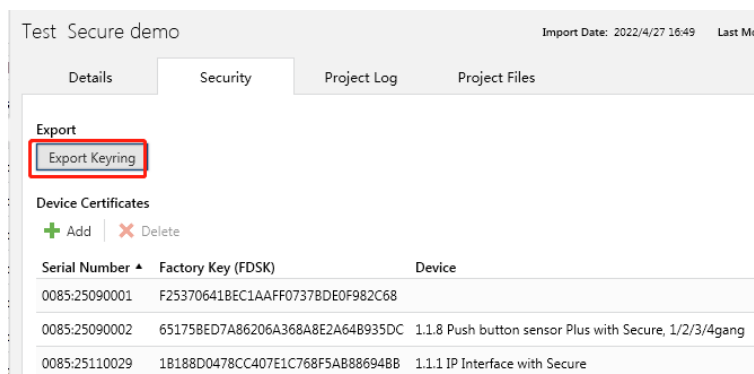 Test Secure demo Import Date: 2022/4/27 16:49 Last Mo
Details Security Project Log Project Files
Export
Export Keyring
Device Certificates
Add Delete
Serial Number Factory Key (FDSK) Device
0085:25090001 F25370641BEC1AAFF0737BDE0F982C68
0085:25090002 65175BED7A86206A368A8E2A64B935DC 1.1.8 Push button sensor Plus with Secure, 1/2/3/4gang
0085:25110029 1B188D0478CC407E1C768F5AB88694BB 1.1.1 IP Interface with Secure